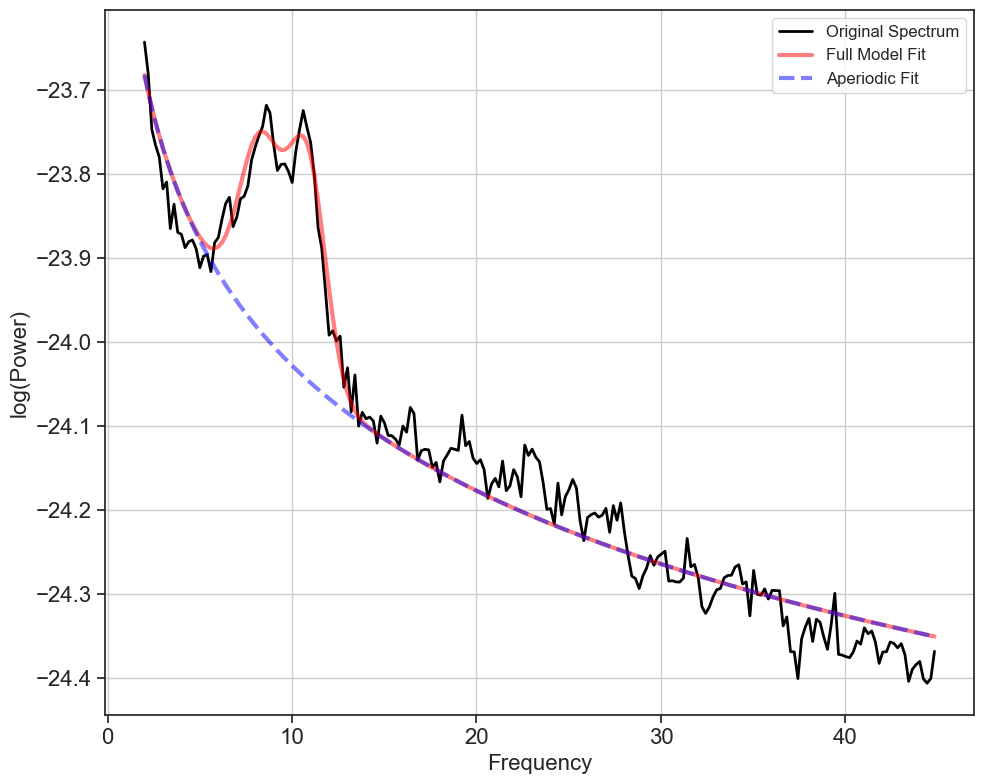 Original Spectrum
Full Model Fit
Aperiodic Fit
log(Power)
−23.7
−23.8
−23.9
−24.0
−24.1
−24.2
−24.3
−24.4
0 10 20 30 40
Frequency